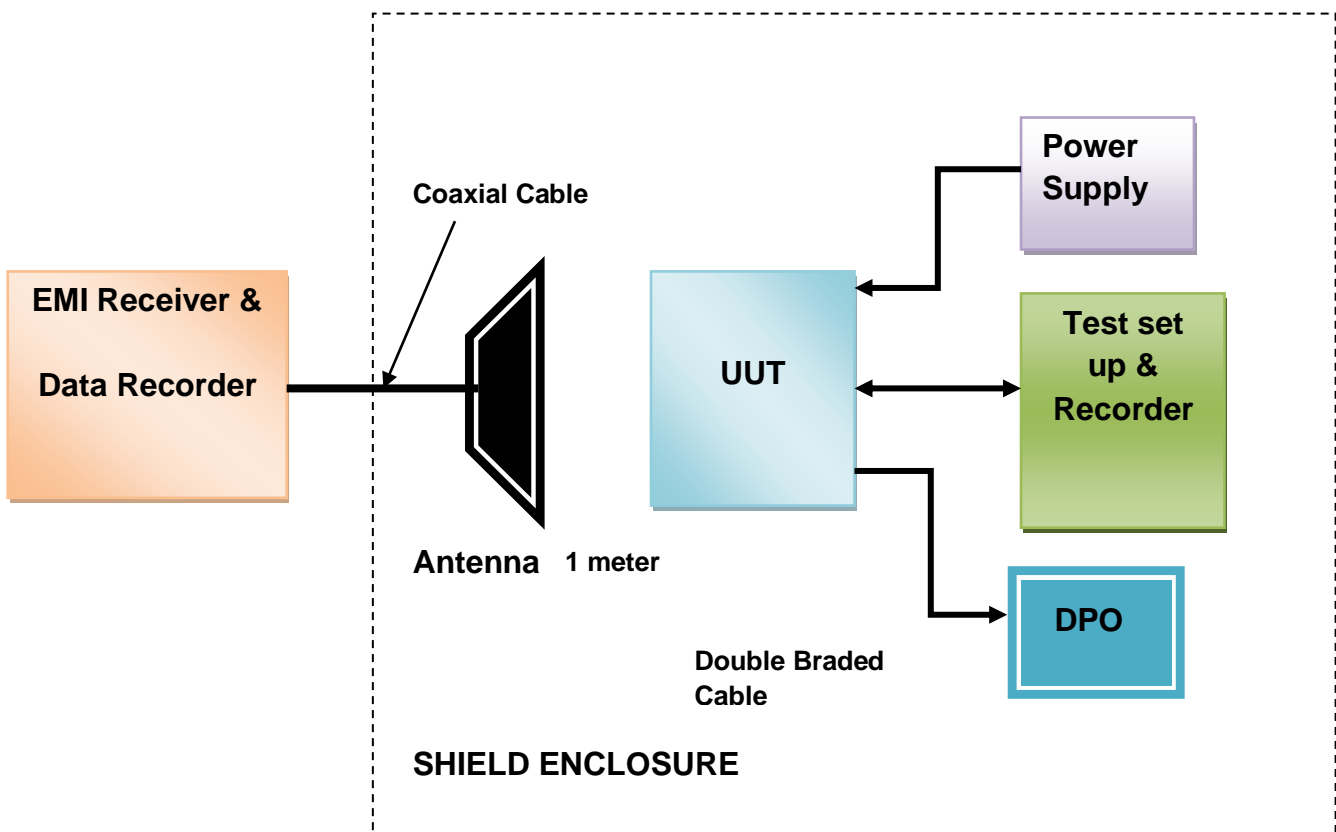 Power
Supply
Coaxial Cable
EMI Receiver &
Data Recorder
UUT
Test set
up &
Recorder
Antenna 1 meter
DPO
Double Braded
Cable
SHIELD ENCLOSURE